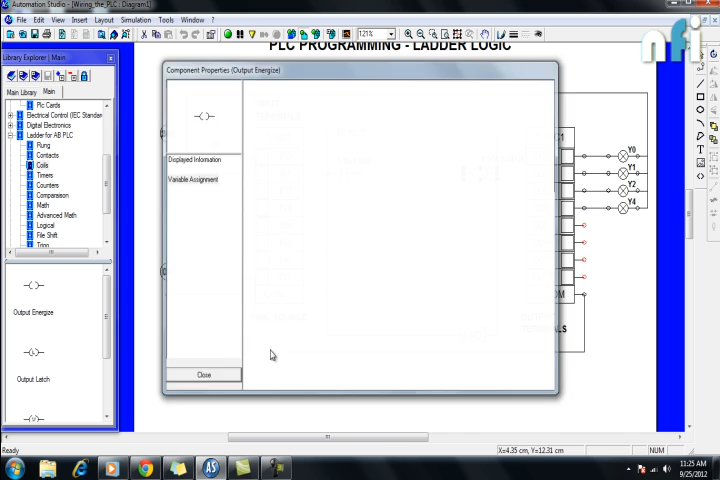 Automation Studio - [Wiring_the_PLC : Diagram1]
File Edit View Insert Layout Simulation Tools Window ?
121%
nfi
PLC PROGRAMMING - LADDER LOGIC
Library Explorer | Main
Main Library Main
Plc Cards
Electrical Control (IEC Standar
Digital Electronics
Ladder for AB PLC
Rung
Contacts
Coils
Timers
Counters
Comparaison
Math
Advanced Math
Logical
File Shift
Output Energize
Output Latch
Component Properties (Output Energize)
Displayed Information
Variable Assignment
Close
Y0
Y1
Y2
Y4
Ready
X=4.35 cm, Y=12.31 cm
NUM
AS
11:25 AM
9/25/2012